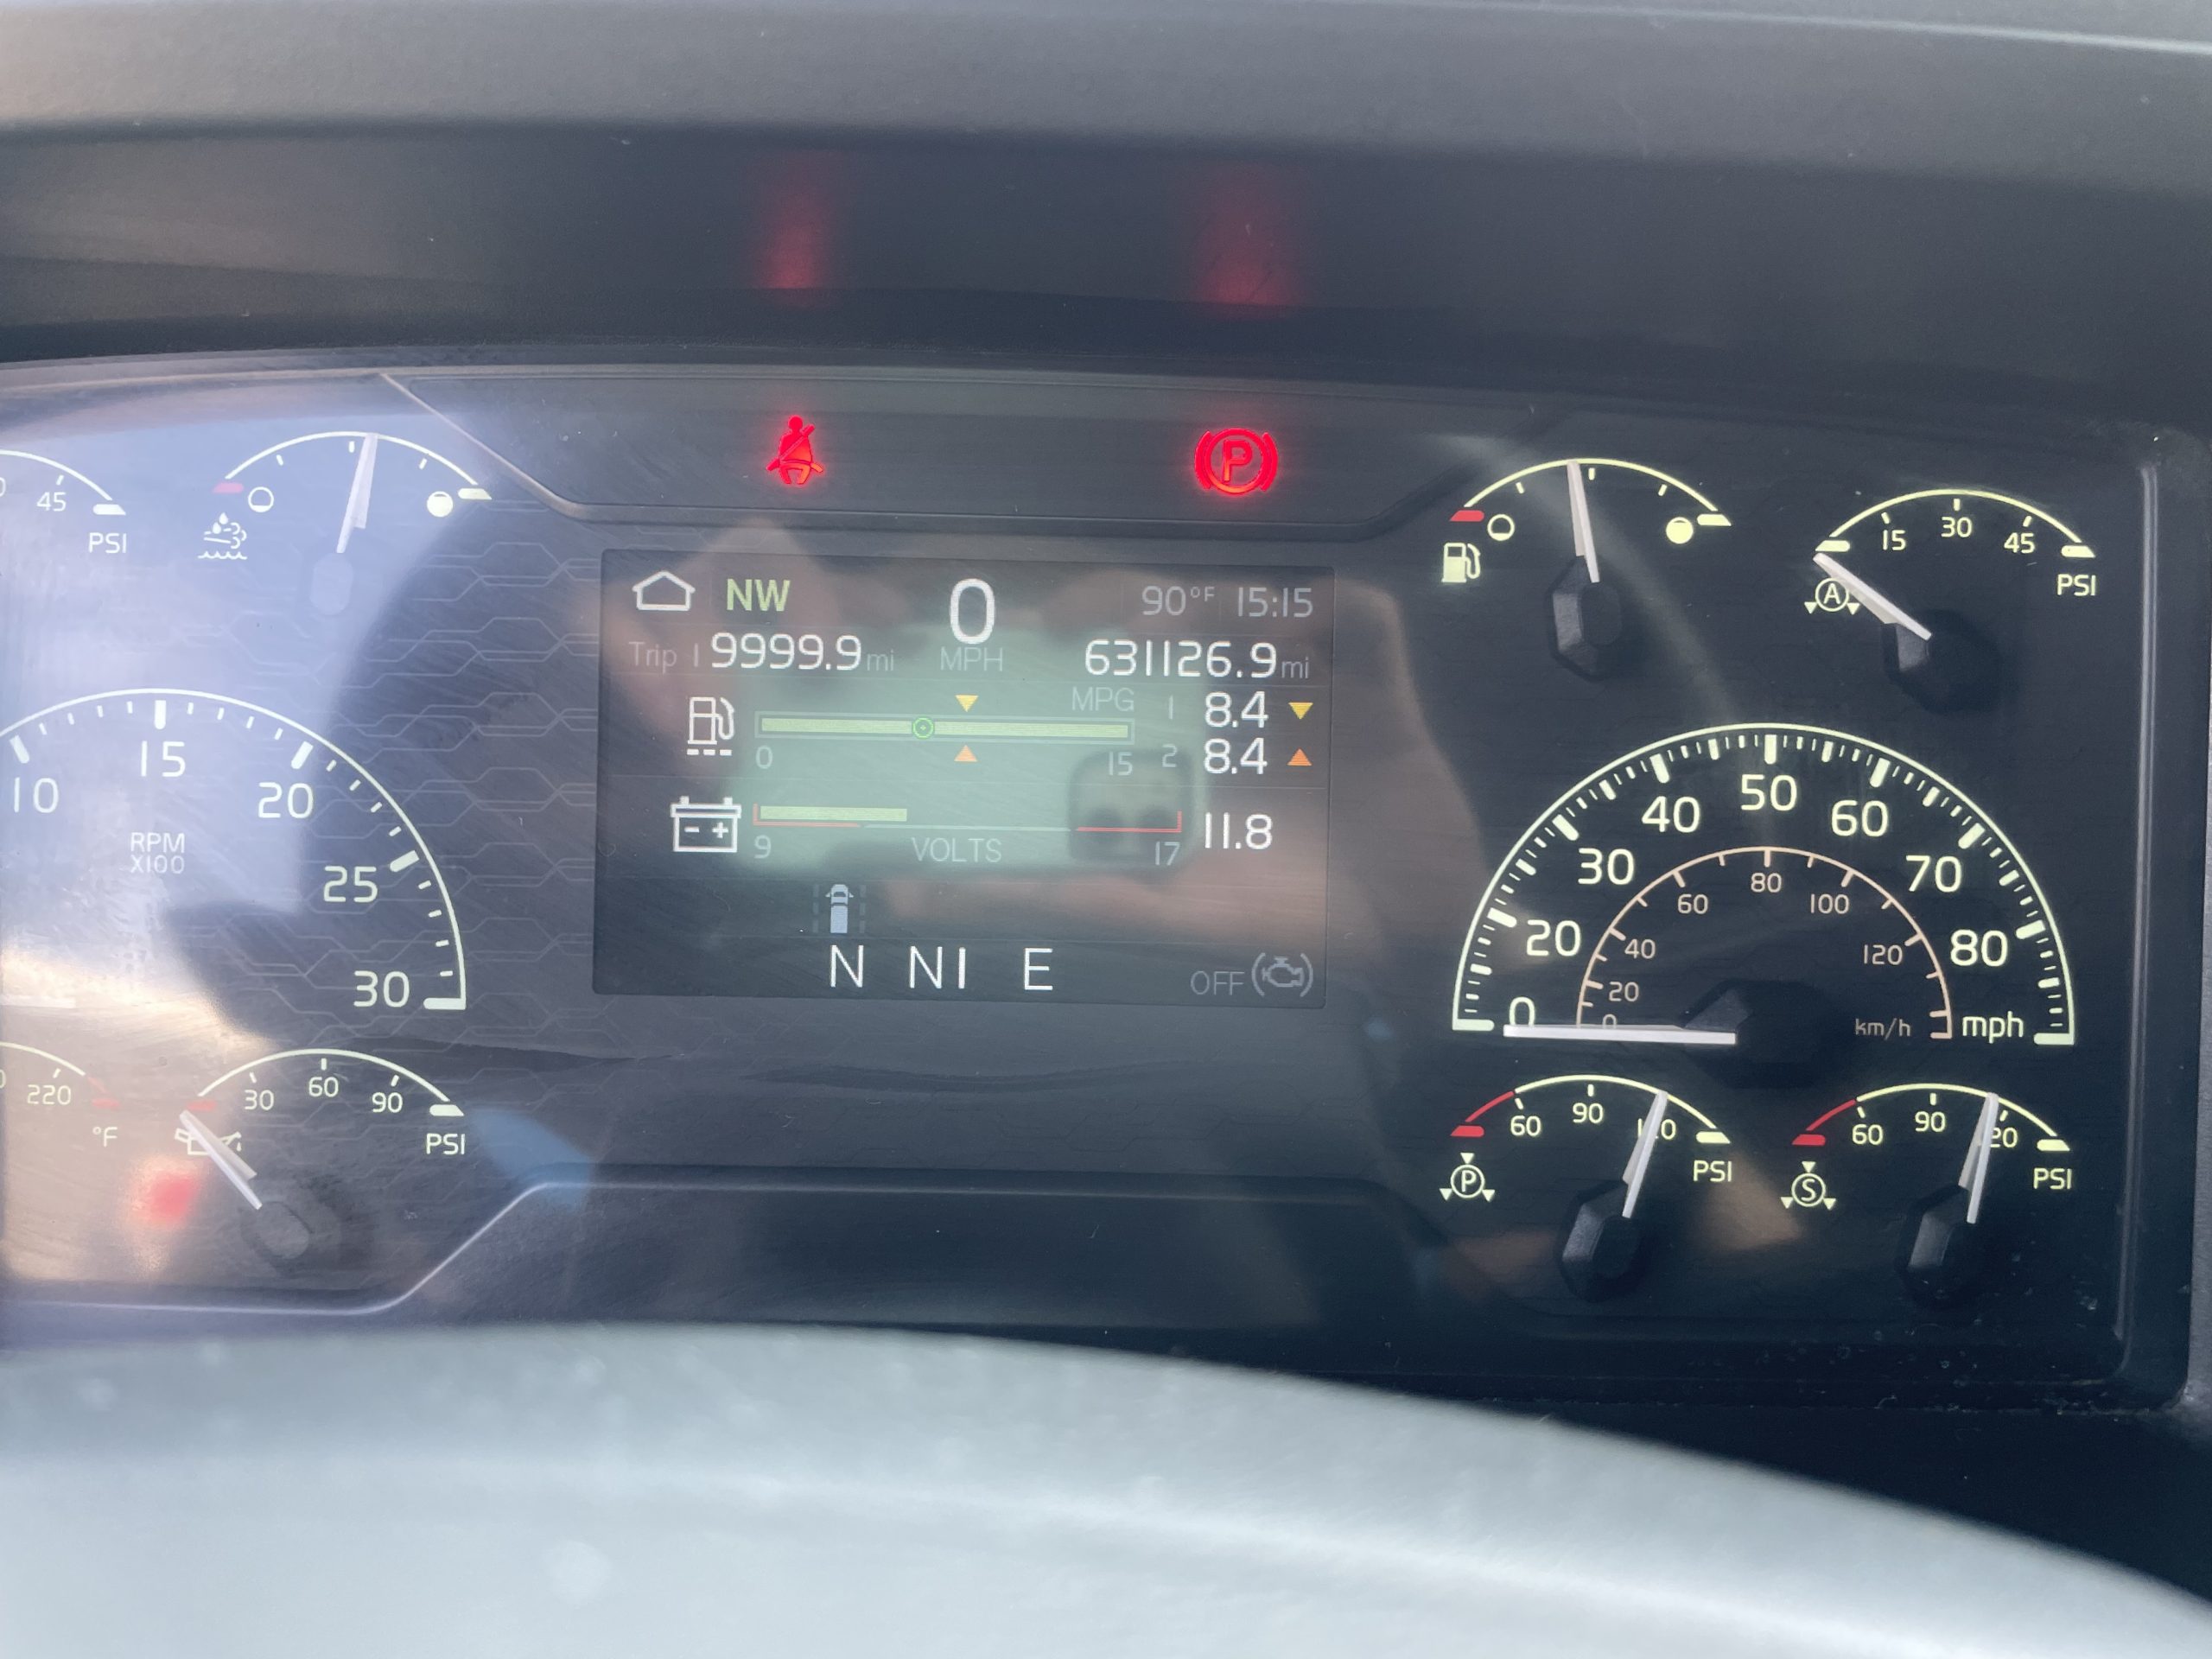 45
PSI
15
30
45
PSI
A
NW
0
MPH
90°F 15:15
Trip 1 9999.9 mi
631126.9 mi
MPG
1 8.4
0
15
2 8.4
9
VOLTS
17
11.8
N N1 E
OFF
P
10
15
20
25
30
RPM
X100
0
20
30
40
50
60
70
80
mph
0
20
40
60
80
100
120
km/h
220
°F
30
60
90
PSI
60
90
PSI
P
60
90
PSI
S